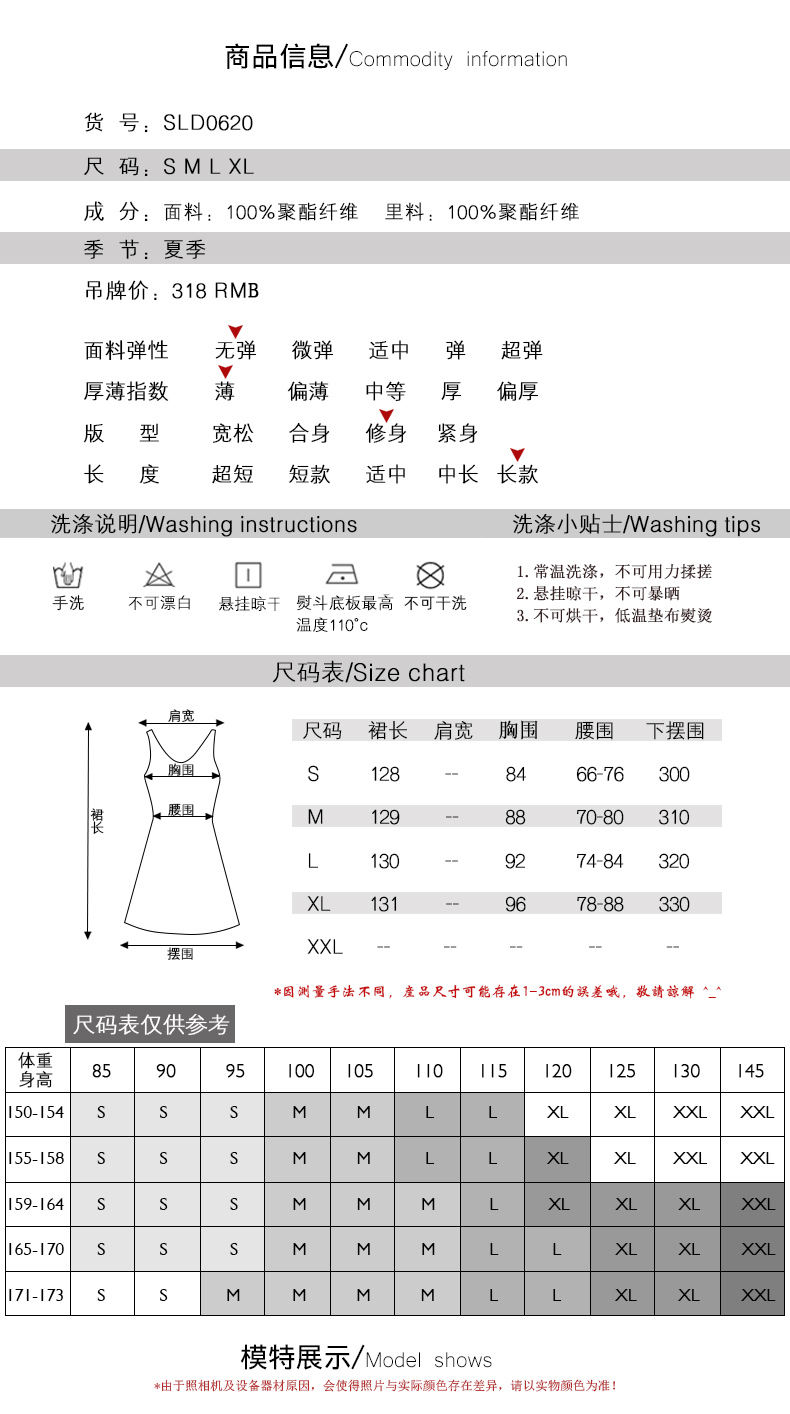 商品信息/Commodity information
货 号：SLD0620
尺 码：S M L XL
成 分：面料：100%聚酯纤维 里料：100%聚酯纤维
季 节：夏季
吊牌价：318 RMB
面料弹性 无弹 微弹 适中 弹 超弹
厚薄指数 薄 偏薄 中等 厚 偏厚
版 型 宽松 合身 修身 紧身
长 度 超短 短款 适中 中长 长款
洗涤说明/Washing instructions 洗涤小贴士/Washing tips
手洗 不可漂白 悬挂晾干 熨斗底板最高 不可干洗
温度110°c
1.常温洗涤，不可用力揉搓
2.悬挂晾干，不可暴晒
3.不可烘干，低温垫布熨烫
尺码表/Size chart
肩宽
胸围
腰围
裙长
摆围
尺码 裙长 肩宽 胸围 腰围 下摆围
S 128 -- 84 66-76 300
M 129 -- 88 70-80 310
L 130 -- 92 74-84 320
XL 131 -- 96 78-88 330
XXL -- -- -- -- --
*因测量手法不同，産品尺寸可能存在1-3cm的誤差哦，敬請諒解 ^_^
尺码表仅供参考
体重
身高 85 90 95 100 105 110 115 120 125 130 145
150-154 S S S M M L L XL XL XXL XXL
155-158 S S S M M L L XL XL XXL XXL
159-164 S S S M M M L XL XL XL XXL
165-170 S S S M M M L L XL XL XXL
171-173 S S M M M M L L XL XL XXL
模特展示/Model shows
*由于照相机及设备器材原因，会使得照片与实际颜色存在差异，请以实物颜色为准！